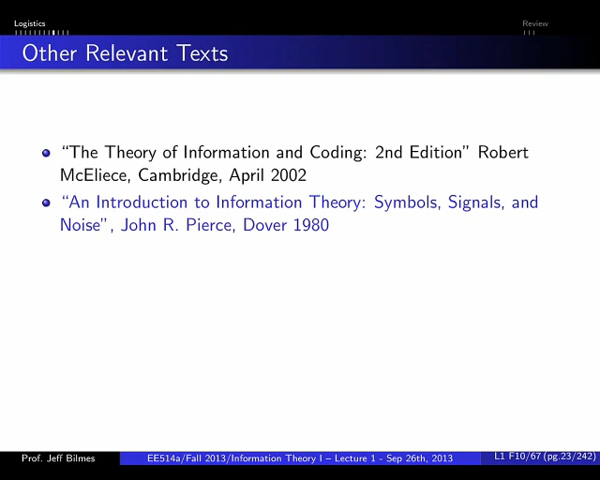 Logistics
Review
Other Relevant Texts
“The Theory of Information and Coding: 2nd Edition” Robert
McEliece, Cambridge, April 2002
“An Introduction to Information Theory: Symbols, Signals, and
Noise”, John R. Pierce, Dover 1980
Prof. Jeff Bilmes
EE514a/Fall 2013/Information Theory I – Lecture 1 - Sep 26th, 2013
L1 F10/67 (pg.23/242)